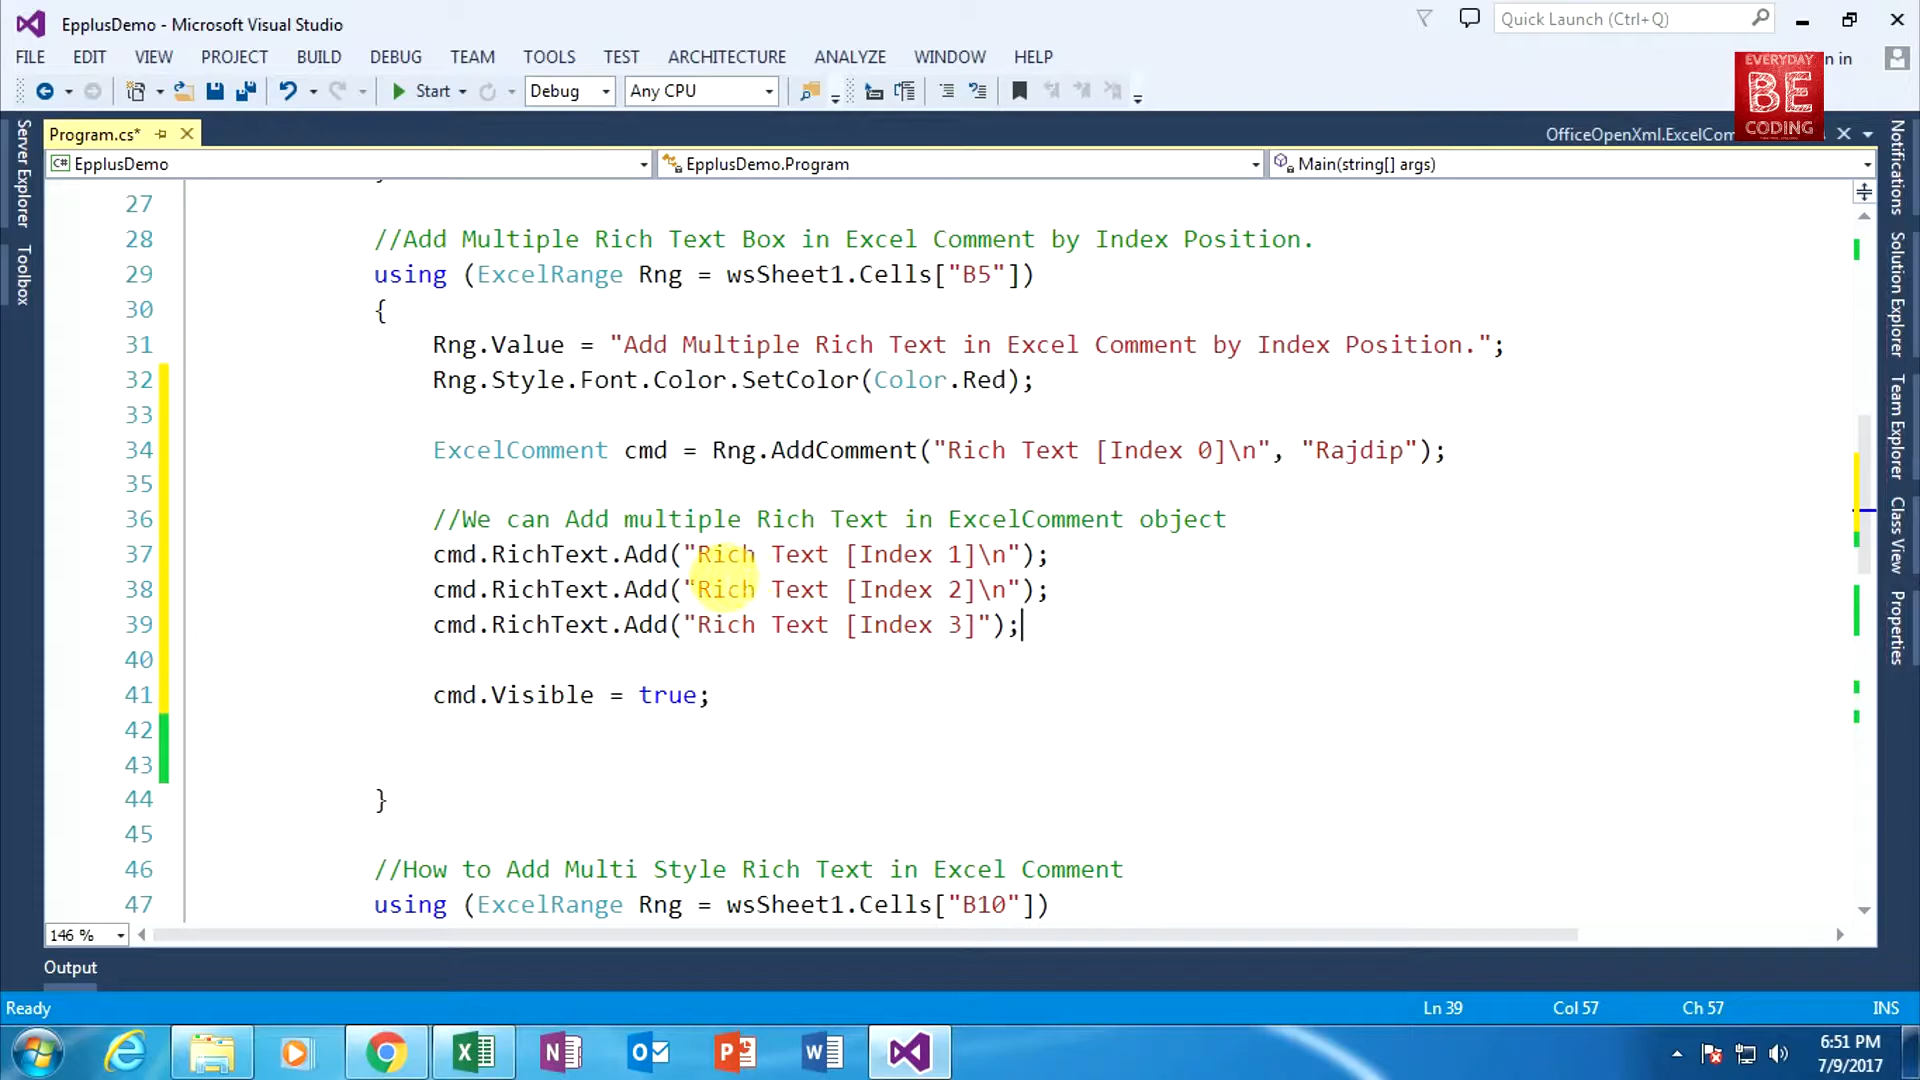 EpplusDemo - Microsoft Visual Studio
Quick Launch (Ctrl+Q)
FILE EDIT VIEW PROJECT BUILD DEBUG TEAM TOOLS TEST ARCHITECTURE ANALYZE WINDOW HELP
n in
Start Debug Any CPU
EVERYDAY
BE
CODING
Program.cs*
OfficeOpenXml.ExcelCom
EpplusDemo
EpplusDemo.Program
Main(string[] args)
Server Explorer
Toolbox
Notifications
Solution Explorer
Team Explorer
Class View
Properties
27
28 //Add Multiple Rich Text Box in Excel Comment by Index Position.
29 using (ExcelRange Rng = wsSheet1.Cells["B5"])
30 {
31 Rng.Value = "Add Multiple Rich Text in Excel Comment by Index Position.";
32 Rng.Style.Font.Color.SetColor(Color.Red);
33
34 ExcelComment cmd = Rng.AddComment("Rich Text [Index 0]\n", "Rajdip");
35
36 //We can Add multiple Rich Text in ExcelComment object
37 cmd.RichText.Add("Rich Text [Index 1]\n");
38 cmd.RichText.Add("Rich Text [Index 2]\n");
39 cmd.RichText.Add("Rich Text [Index 3]");
40
41 cmd.Visible = true;
42
43
44 }
45
46 //How to Add Multi Style Rich Text in Excel Comment
47 using (ExcelRange Rng = wsSheet1.Cells["B10"])
146 %
Output
Ready
Ln 39 Col 57 Ch 57 INS
6:51 PM
7/9/2017